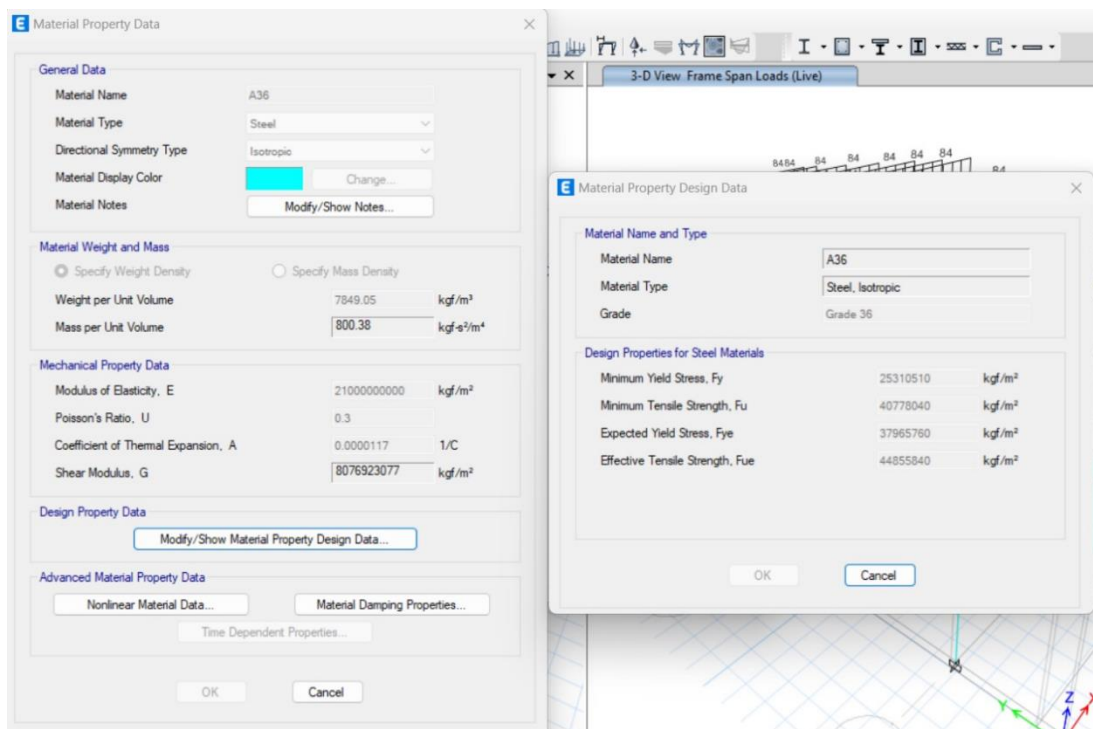 E Material Property Data
General Data
Material Name A36
Material Type Steel
Directional Symmetry Type Isotropic
Material Display Color Change...
Material Notes Modify/Show Notes...
Material Weight and Mass
Specify Weight Density Specify Mass Density
Weight per Unit Volume 7849.05 kgf/m³
Mass per Unit Volume 800.38 kgf-s²/m⁴
Mechanical Property Data
Modulus of Elasticity, E 21000000000 kgf/m²
Poisson's Ratio, U 0.3
Coefficient of Thermal Expansion, A 0.0000117 1/C
Shear Modulus, G 8076923077 kgf/m²
Design Property Data
Modify/Show Material Property Design Data...
Advanced Material Property Data
Nonlinear Material Data... Material Damping Properties...
Time Dependent Properties...
OK Cancel
3-D View Frame Span Loads (Live)
8484 84 84 84 84 84
84
E Material Property Design Data
Material Name and Type
Material Name A36
Material Type Steel, Isotropic
Grade Grade 36
Design Properties for Steel Materials
Minimum Yield Stress, Fy 25310510 kgf/m²
Minimum Tensile Strength, Fu 40778040 kgf/m²
Expected Yield Stress, Fye 37965760 kgf/m²
Effective Tensile Strength, Fue 44855840 kgf/m²
OK Cancel
Y Z X